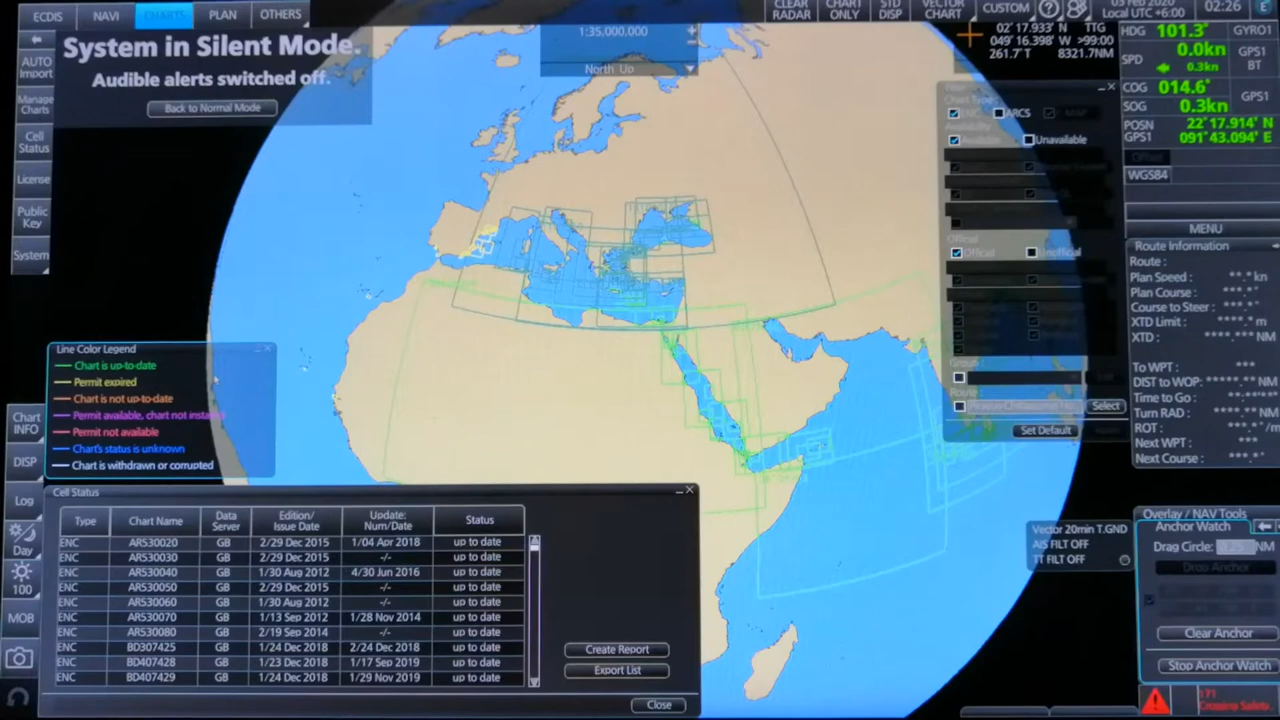 ECDIS NAVI CHARTS PLAN OTHERS
CLEAR RADAR
CHART ONLY
STD DISP
VECTOR CHART
CUSTOM
03 Feb 2020
Local UTC +6:00
02:26
System in Silent Mode.
Audible alerts switched off.
Back to Normal Mode
1:35,000,000
North Up
02°17.933' N TTG
049°16.398' W >99:00
261.7° T 8321.7NM
HDG 101.3° GYRO1
SPD 0.0kn GPS1
0.3kn BT
COG 014.6°
SOG 0.3kn GPS1
POSN 22°17.914' N
GPS1 091°43.094' E
Offset
WGS84
AUTO Import
Manage Charts
Cell Status
License
Public Key
System
ARCS
Unavailable
Official
Unofficial
Select
Set Default
MENU
Route Information
Route :
Plan Speed : **.* kn
Plan Course : ***.*°
Course to Steer : ***.*°
XTD Limit : ****.* m
XTD : ****.*** NM
To WPT : ***
DIST to WOP: *****.** NM
Time to Go :
Turn RAD : ****.** NM
ROT : ***.*°/m
Next WPT : ***
Next Course : ***.*°
Line Color Legend
Chart is up-to-date
Permit expired
Chart is not up-to-date
Permit available, chart not installed
Permit not available
Chart's status is unknown
Chart is withdrawn or corrupted
Chart INFO
DISP
Log
Day
100
MOB
Cell Status
Type Chart Name Data Server Edition/ Issue Date Update: Num/Date Status
ENC AR530020 GB 2/29 Dec 2015 1/04 Apr 2018 up to date
ENC AR530030 GB 2/29 Dec 2015 -/- up to date
ENC AR530040 GB 1/30 Aug 2012 4/30 Jun 2016 up to date
ENC AR530050 GB 2/29 Dec 2015 -/- up to date
ENC AR530060 GB 1/30 Aug 2012 -/- up to date
ENC AR530070 GB 1/13 Sep 2012 1/28 Nov 2014 up to date
ENC AR530080 GB 2/19 Sep 2014 -/- up to date
ENC BD307425 GB 1/24 Dec 2018 2/24 Dec 2018 up to date
ENC BD407428 GB 1/23 Dec 2018 1/17 Sep 2019 up to date
ENC BD407429 GB 1/24 Dec 2018 1/29 Nov 2019 up to date
Create Report
Export List
Close
Vector 20min T.GND
AIS FILT OFF
TT FILT OFF
Overlay / NAV Tools
Anchor Watch
Drag Circle: NM
Drop Anchor
Clear Anchor
Stop Anchor Watch
171
Crossing Safety.